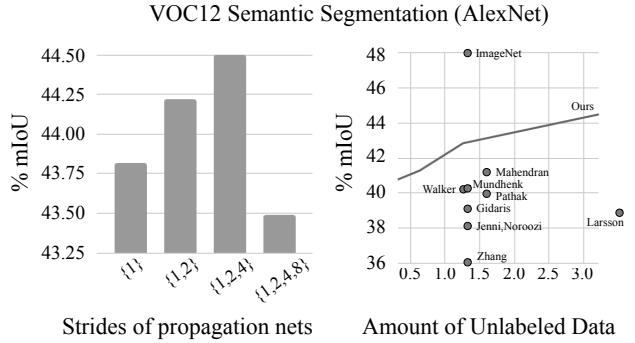 VOC12 Semantic Segmentation (AlexNet)
44.50
44.25
44.00
43.75
43.50
43.25
% mIoU
{1}
{1,2}
{1,2,4}
{1,2,4,8}
Strides of propagation nets
48
46
44
42
40
38
36
% mIoU
ImageNet
Ours
Mahendran
Walker
Mundhenk
Pathak
Gidaris
Jenni,Noroozi
Larsson
Zhang
0.5
1.0
1.5
2.0
2.5
3.0
Amount of Unlabeled Data